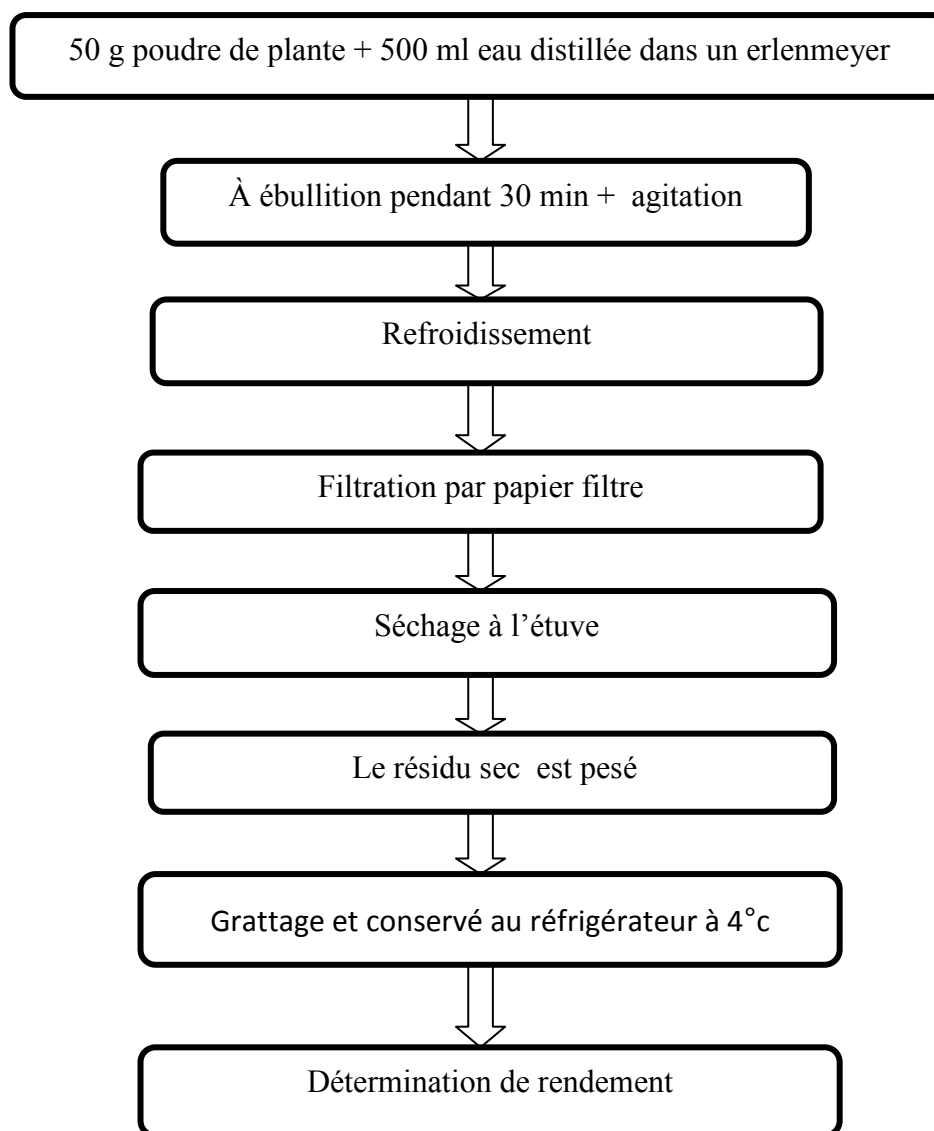 50 g poudre de plante + 500 ml eau distillée dans un erlenmeyer
À ébullition pendant 30 min + agitation
Refroidissement
Filtration par papier filtre
Séchage à l’étuve
Le résidu sec est pesé
Grattage et conservé au réfrigérateur à 4°c
Détermination de rendement